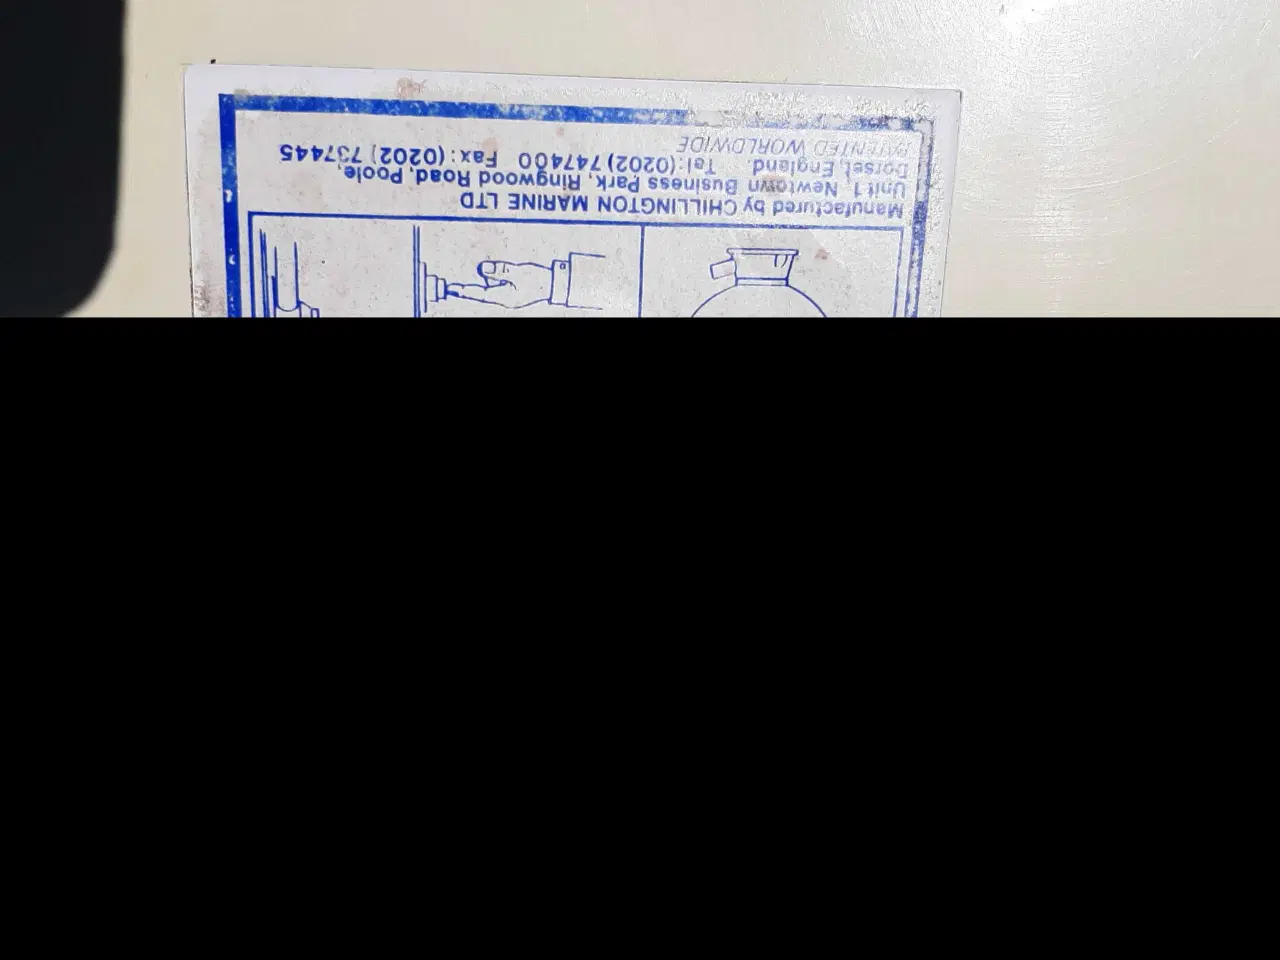 Manufactured by CHILLINGTON MARINE LTD
Unit 1, Newtown Business Park, Ringwood Road, Poole,
Dorset, England. Tel:(0202) 747400 Fax:(0202) 737445
PATENTED WORLDWIDE